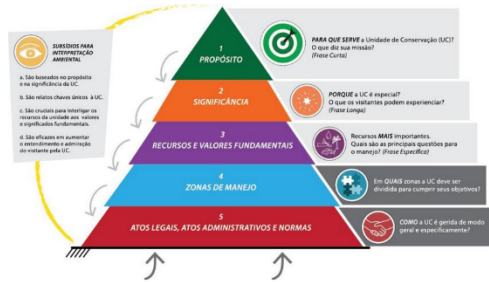 SUBSÍDIOS PARA
INTERPRETAÇÃO
AMBIENTAL
a. São baseados no propósito
e na significância da UC.
b. São relatos chaves únicos à UC.
c. São cruciais para interligar os
recursos da unidade aos valores
e significados fundamentais.
d. São eficazes em aumentar
o entendimento e admiração
do visitante pela UC.
1
PROPÓSITO
PARA QUE SERVE a Unidade de Conservação (UC)?
O que diz sua missão?
(Frase Curta)
2
SIGNIFICÂNCIA
PORQUE a UC é especial?
O que os visitantes podem experienciar?
(Frase Longa)
3
RECURSOS E VALORES FUNDAMENTAIS
Recursos MAIS importantes.
Quais são as principais questões para
o manejo? (Frase Específica)
4
ZONAS DE MANEJO
Em QUAIS zonas a UC deve ser
dividida para cumprir seus objetivos?
5
ATOS LEGAIS, ATOS ADMINISTRATIVOS E NORMAS
COMO a UC é gerida de modo
geral e especificamente?